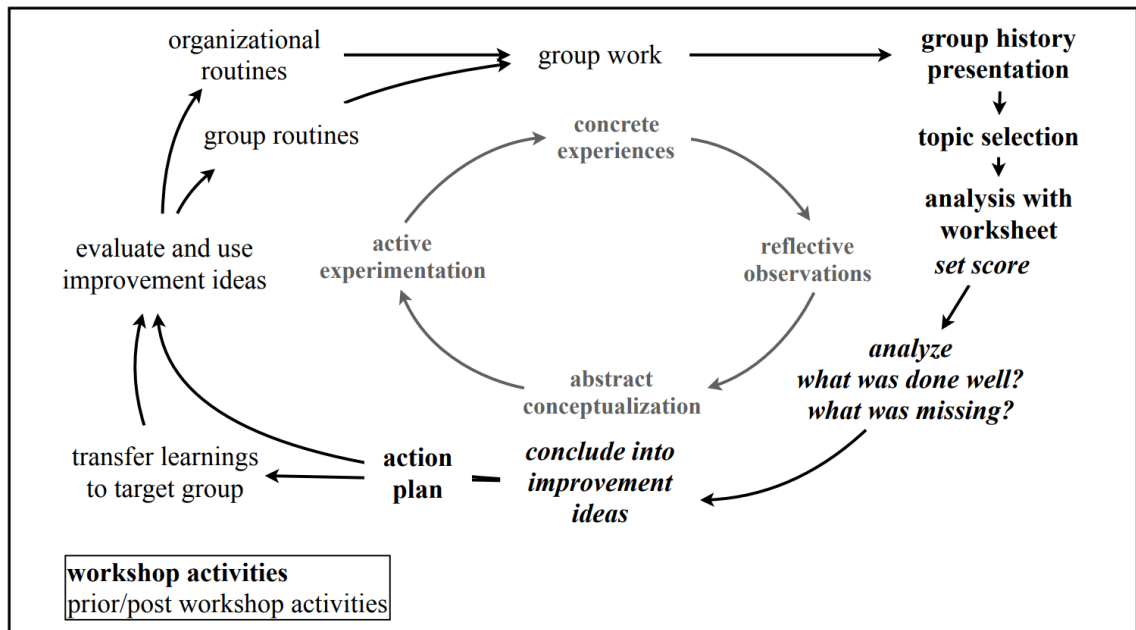 organizational
routines
group work
group history
presentation
group routines
concrete
experiences
topic selection
analysis with
worksheet
set score
evaluate and use
improvement ideas
active
experimentation
reflective
observations
analyze
what was done well?
what was missing?
abstract
conceptualization
transfer learnings
to target group
action
plan
conclude into
improvement
ideas
workshop activities
prior/post workshop activities